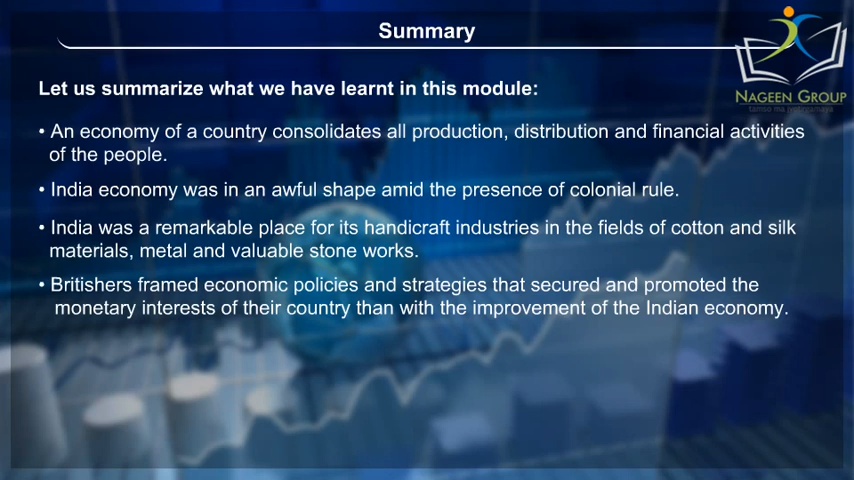 Summary
Let us summarize what we have learnt in this module:
• An economy of a country consolidates all production, distribution and financial activities
of the people.
• India economy was in an awful shape amid the presence of colonial rule.
• India was a remarkable place for its handicraft industries in the fields of cotton and silk
materials, metal and valuable stone works.
• Britishers framed economic policies and strategies that secured and promoted the
monetary interests of their country than with the improvement of the Indian economy.
NAGEEN GROUP